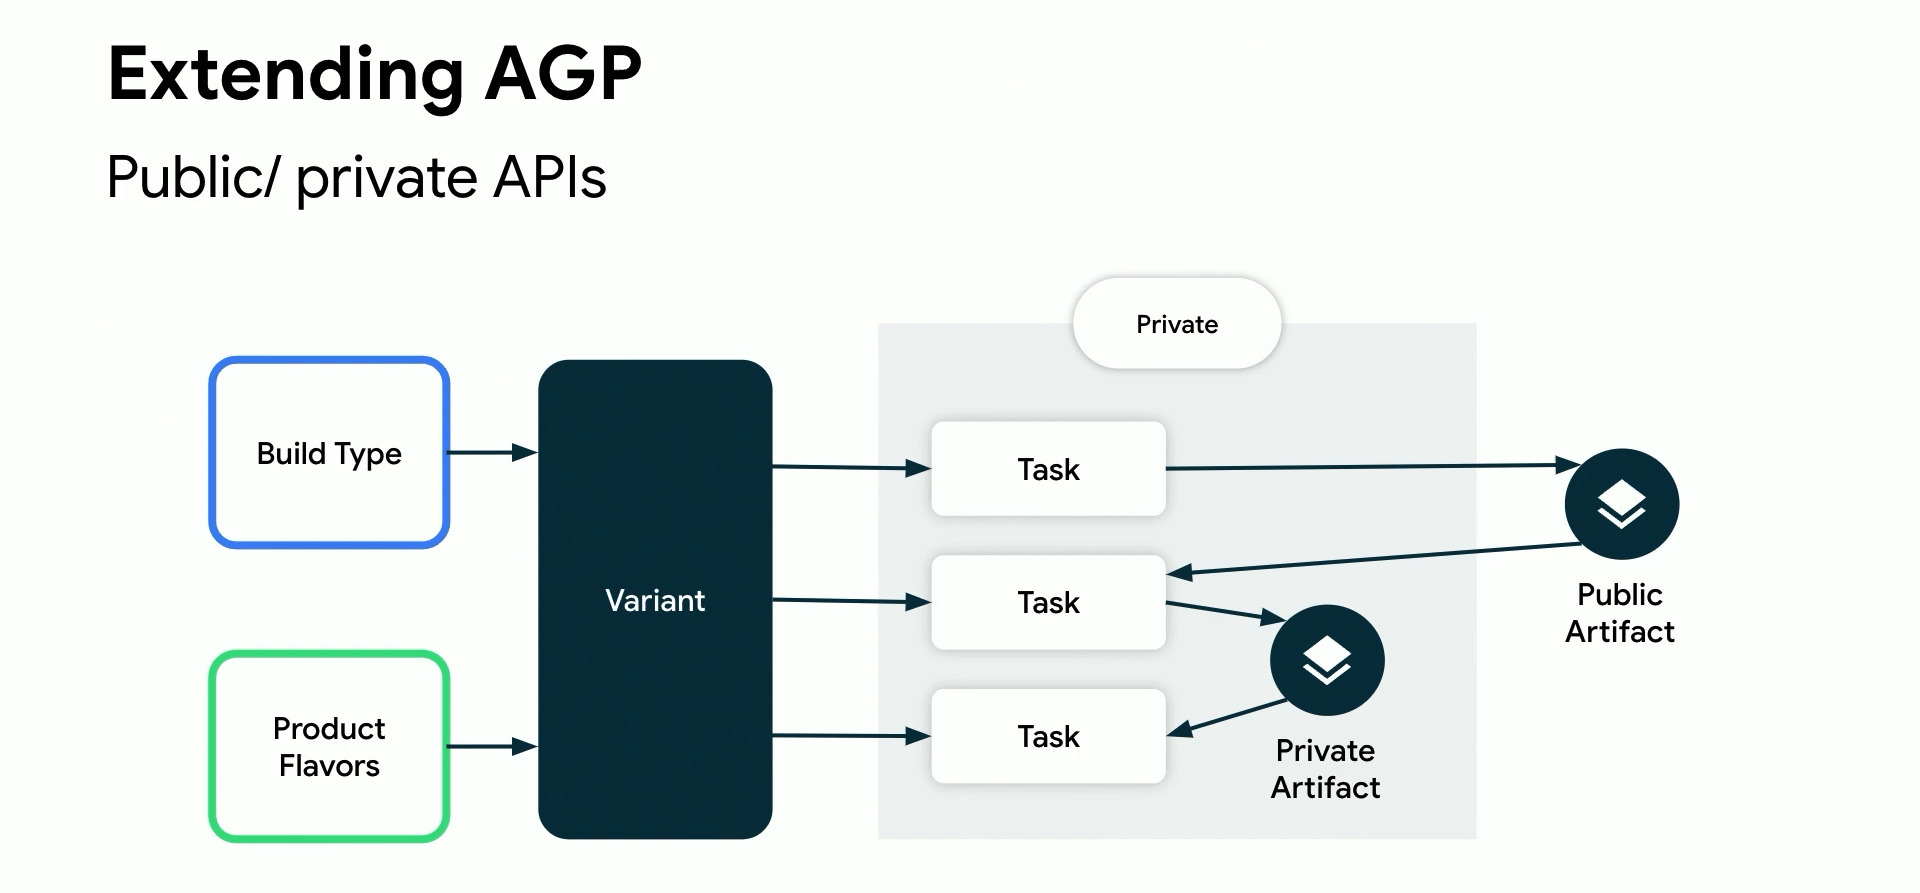 Extending AGP
Public/ private APIs
Private
Build Type
Task
Variant
Task
Public
Artifact
Product
Flavors
Task
Private
Artifact